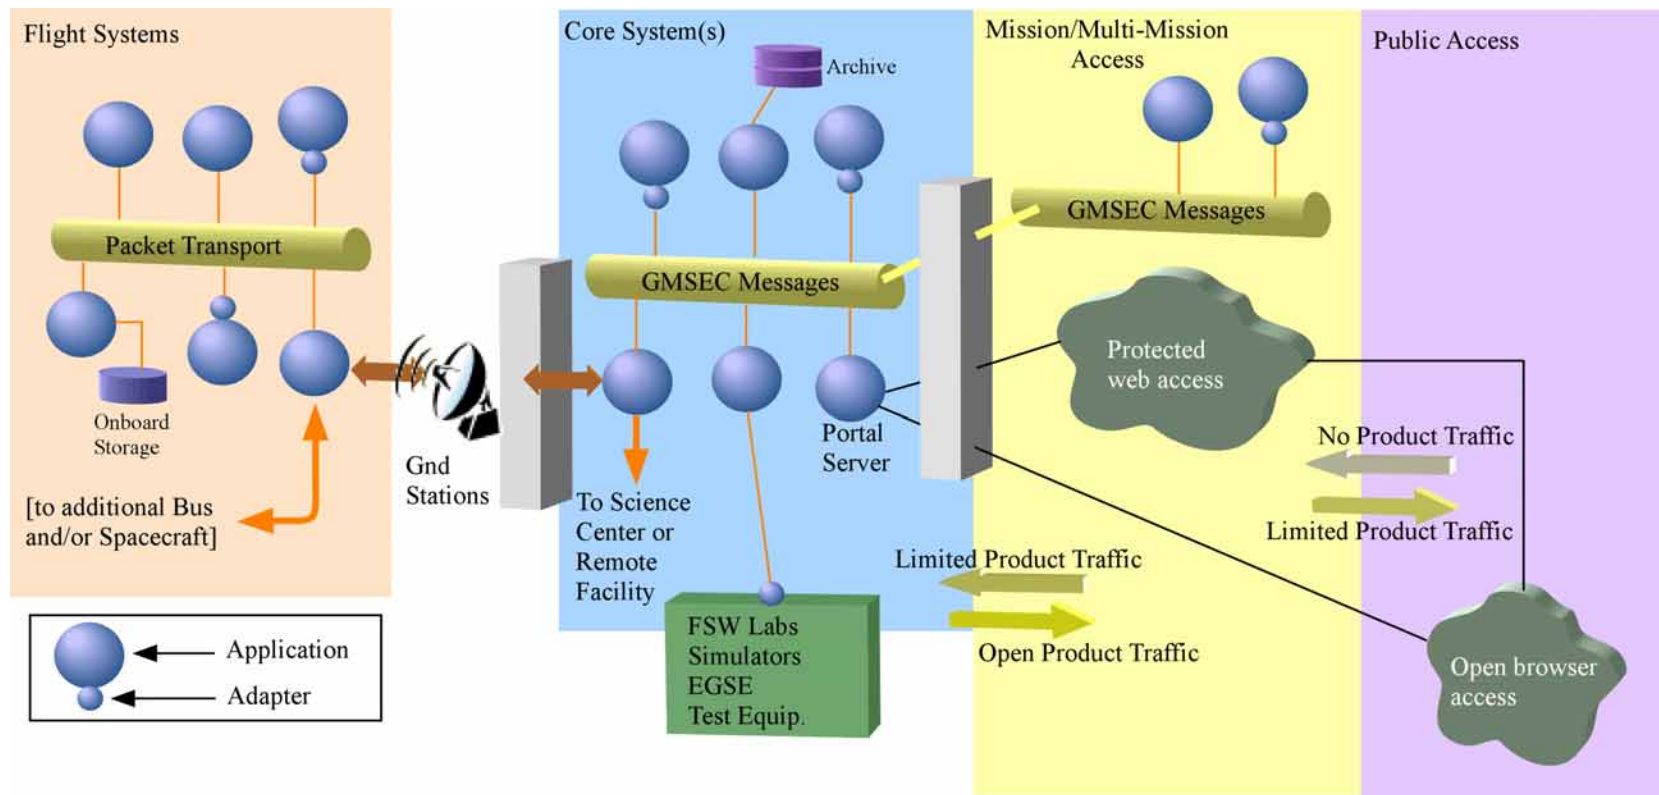 Flight Systems
Packet Transport
Onboard
Storage
[to additional Bus
and/or Spacecraft]
Application
Adapter
Gnd
Stations
Core System(s)
Archive
GMSEC Messages
Portal
Server
To Science
Center or
Remote
Facility
FSW Labs
Simulators
EGSE
Test Equip.
Mission/Multi-Mission
Access
GMSEC Messages
Protected
web access
Limited Product Traffic
Open Product Traffic
Public Access
No Product Traffic
Limited Product Traffic
Open browser
access